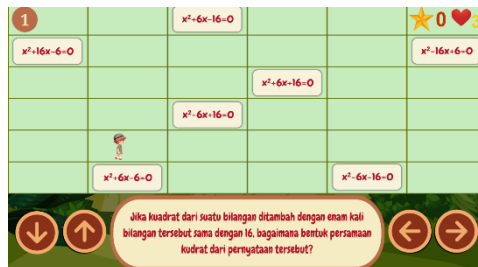 1
x²+6x-16=0
0
x²+16x-6=0
x²-16x+6=0
x²+6x+16=0
x²-6x+16=0
x²+6x-6=0
x²-6x-16=0
Jika kuadrat dari suatu bilangan ditambah dengan enam kali
bilangan tersebut sama dengan 16, bagaimana bentuk persamaan
kudrat dari pernyataan tersebut?